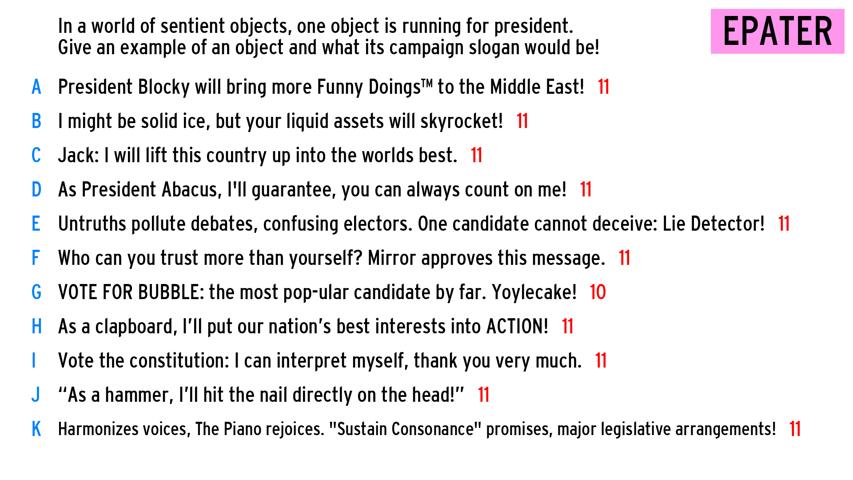 In a world of sentient objects, one object is running for president.
Give an example of an object and what its campaign slogan would be!
EPATER
A President Blocky will bring more Funny Doings™ to the Middle East! 11
B I might be solid ice, but your liquid assets will skyrocket! 11
C Jack: I will lift this country up into the worlds best. 11
D As President Abacus, I'll guarantee, you can always count on me! 11
E Untruths pollute debates, confusing electors. One candidate cannot deceive: Lie Detector! 11
F Who can you trust more than yourself? Mirror approves this message. 11
G VOTE FOR BUBBLE: the most pop-ular candidate by far. Yoylecake! 10
H As a clapboard, I’ll put our nation’s best interests into ACTION! 11
I Vote the constitution: I can interpret myself, thank you very much. 11
J “As a hammer, I’ll hit the nail directly on the head!” 11
K Harmonizes voices, The Piano rejoices. "Sustain Consonance" promises, major legislative arrangements! 11